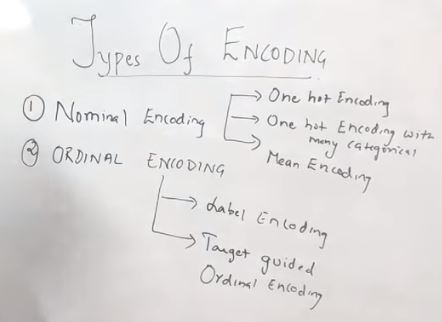 Types Of ENCODING
① Nominal Encoding
One hot Encoding
One hot Encoding with
many categorical
Mean Encoding
② ORDINAL ENCODING
Label Encoding
Target guided
Ordinal Encoding